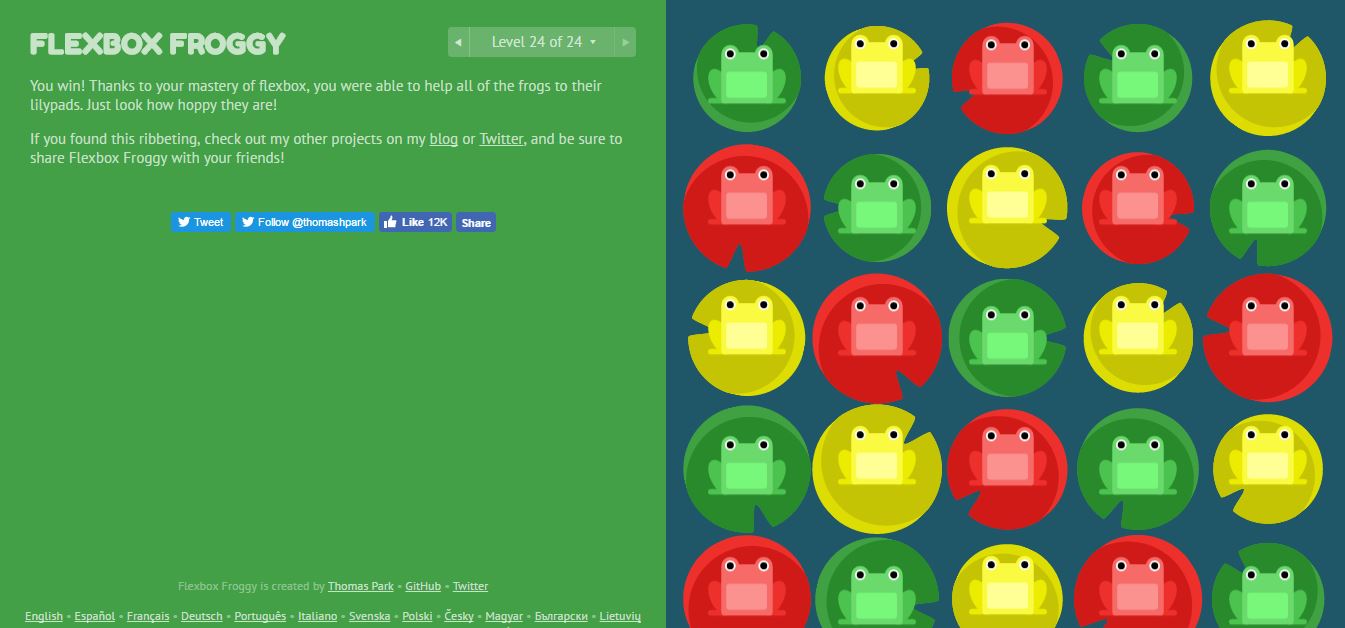 FLEXBOX FROGGY
◄ Level 24 of 24 ▾ ►
You win! Thanks to your mastery of flexbox, you were able to help all of the frogs to their
lilypads. Just look how hoppy they are!
If you found this ribbeting, check out my other projects on my blog or Twitter, and be sure to
share Flexbox Froggy with your friends!
Tweet Follow @thomashpark Like 12K Share
Flexbox Froggy is created by Thomas Park • GitHub • Twitter
English • Español • Français • Deutsch • Português • Italiano • Svenska • Polski • Česky • Magyar • Български • Lietuvių